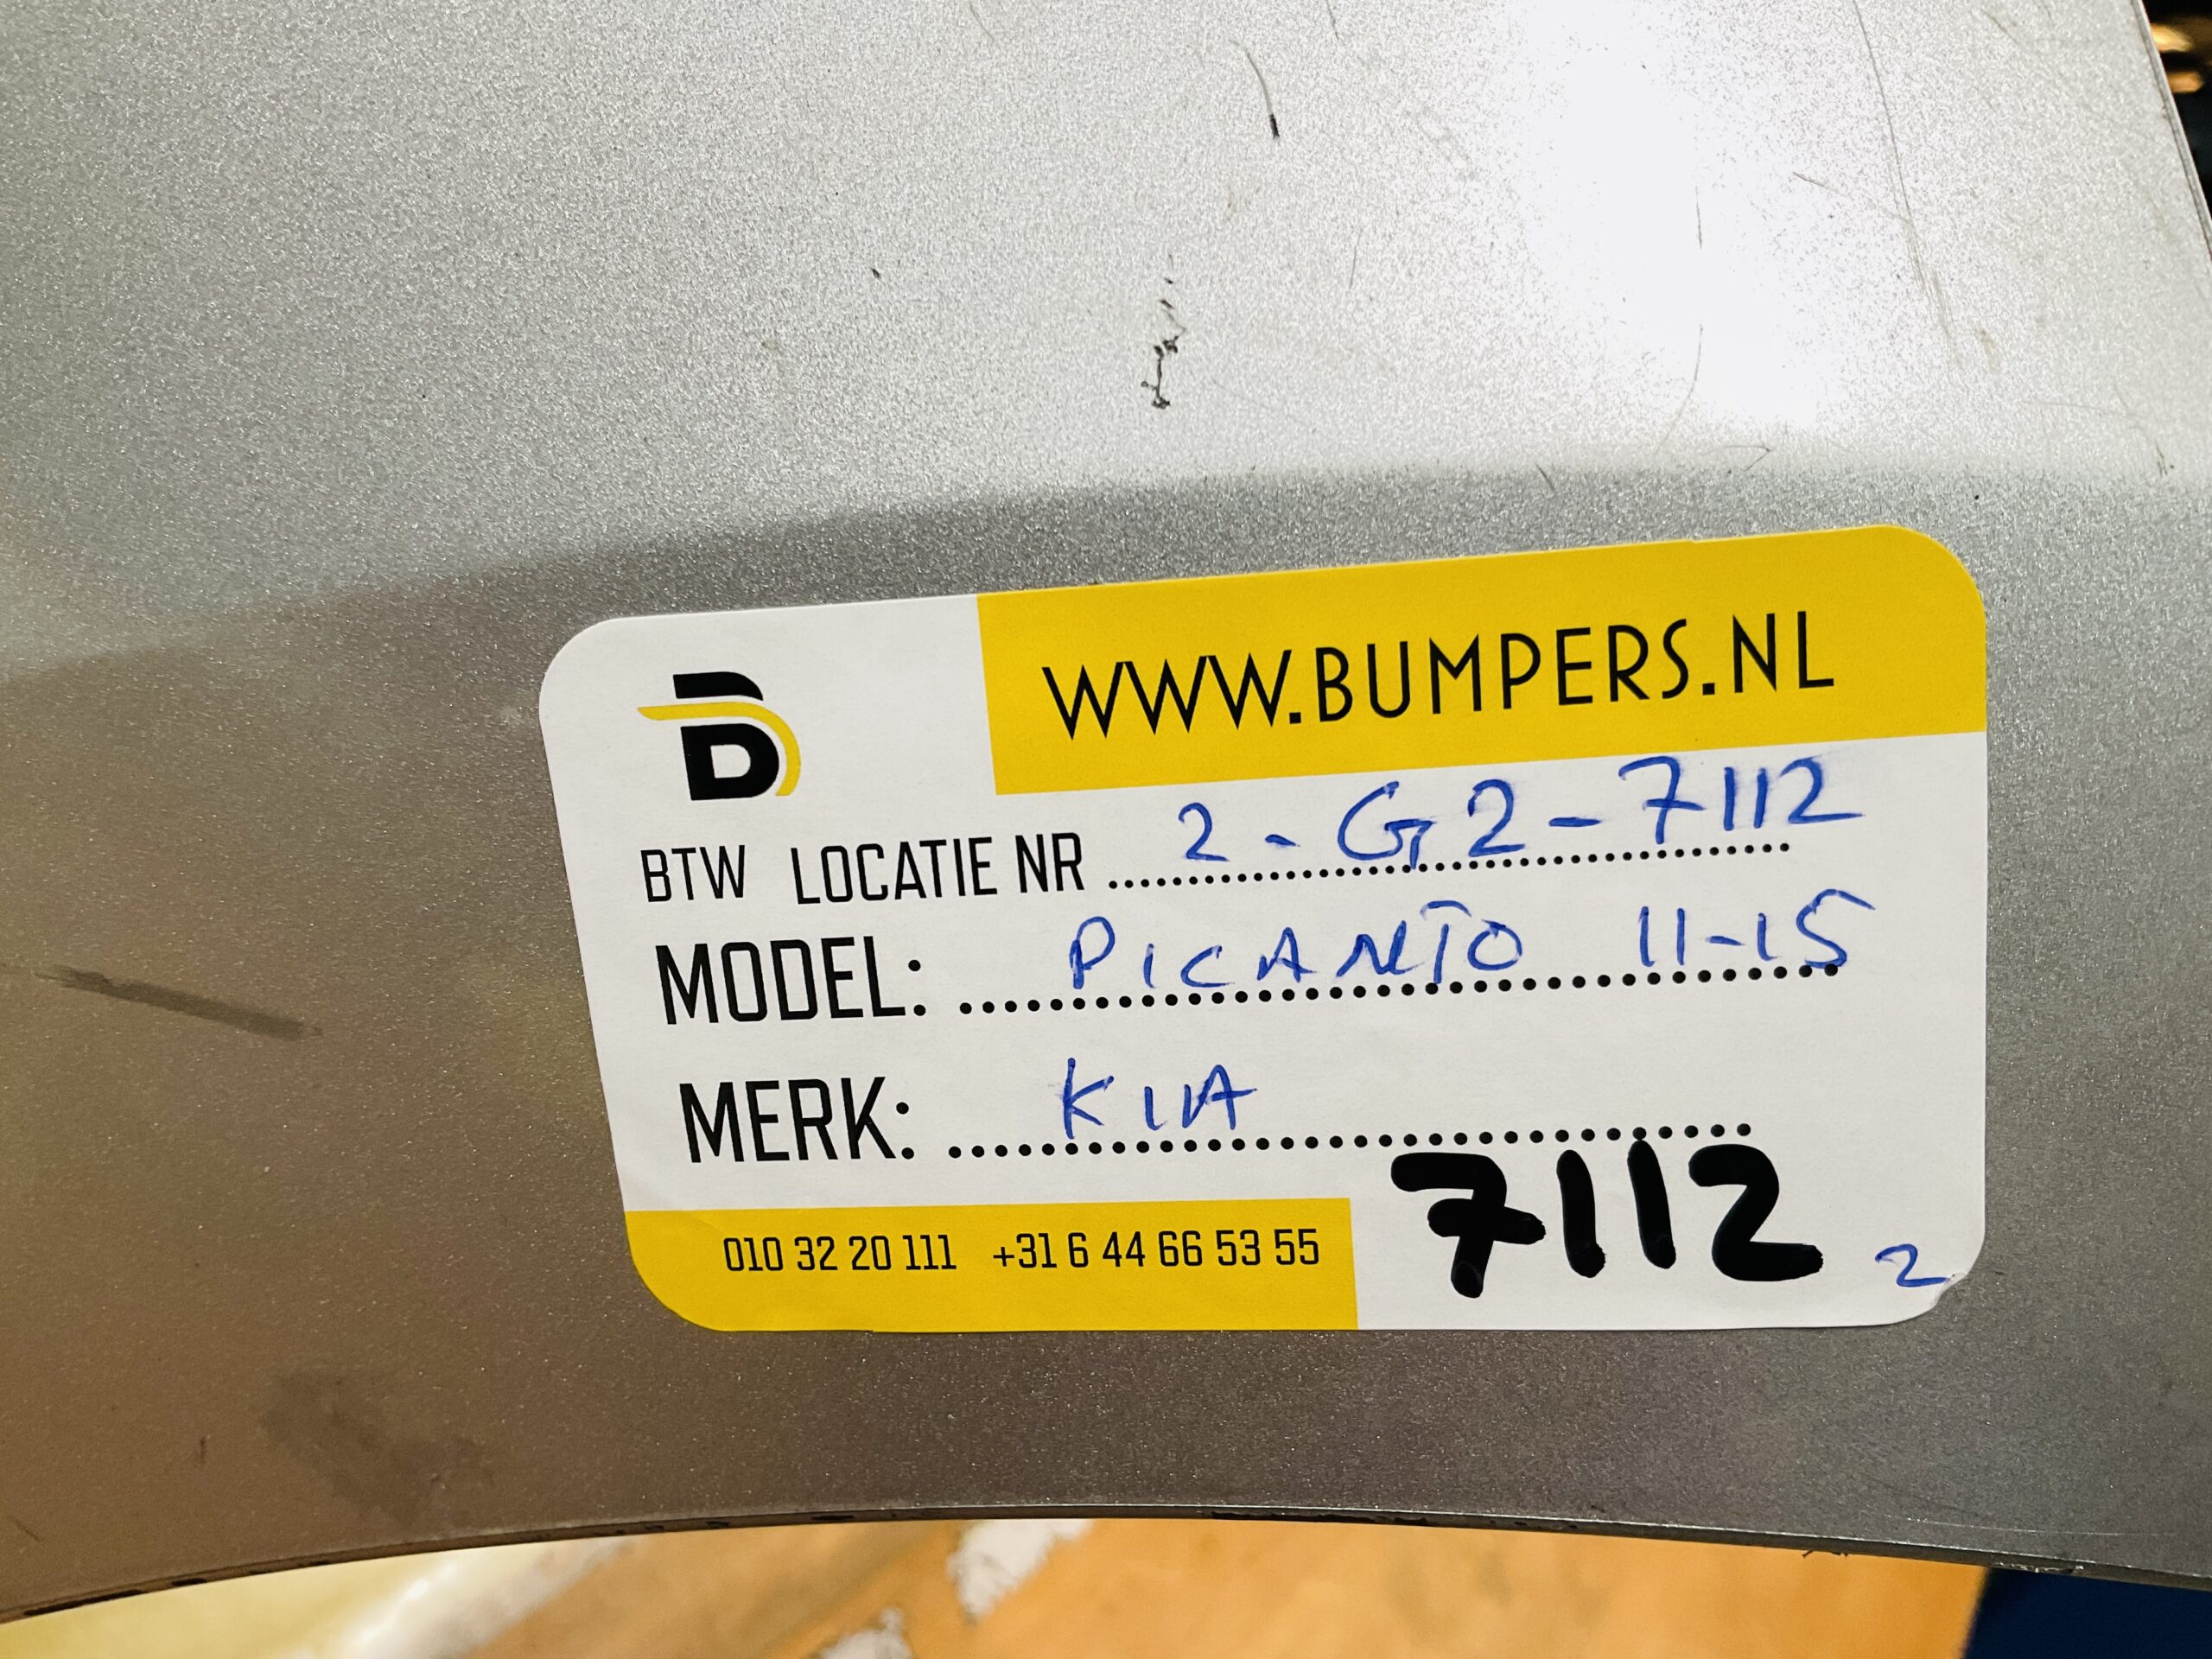 B
WWW.BUMPERS.NL
BTW LOCATIE NR 2-G2-7112
MODEL: PICANTO 11-15
MERK: KIA
7112 2
010 32 20 111 +31 6 44 66 53 55